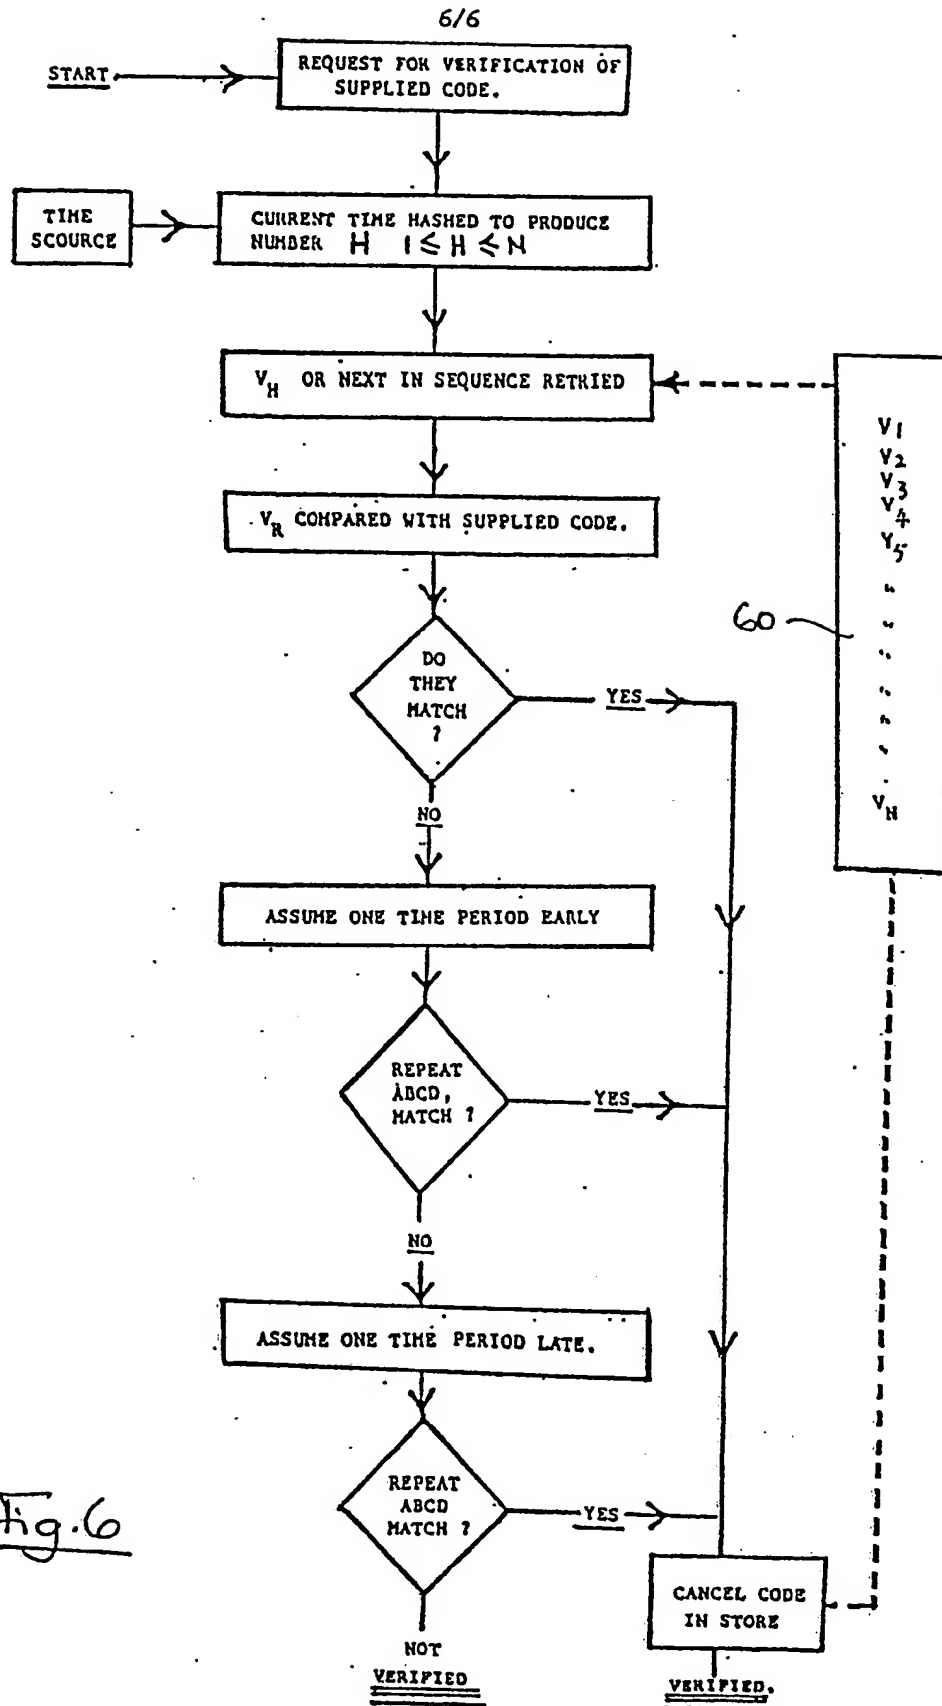 6/6
START
REQUEST FOR VERIFICATION OF
SUPPLIED CODE.
TIME
SCOURCE
CURRENT TIME HASHED TO PRODUCE
NUMBER H 1 ≤ H ≤ N
V_H OR NEXT IN SEQUENCE RETRIED
V1
V2
V3
V4
V5
V_N
60
V_R COMPARED WITH SUPPLIED CODE.
DO
THEY
MATCH
?
YES
NO
ASSUME ONE TIME PERIOD EARLY
REPEAT
ABCD,
MATCH ?
YES
NO
ASSUME ONE TIME PERIOD LATE.
REPEAT
ABCD
MATCH ?
YES
Fig.6
CANCEL CODE
IN STORE
NOT
VERIFIED
VERIFIED.